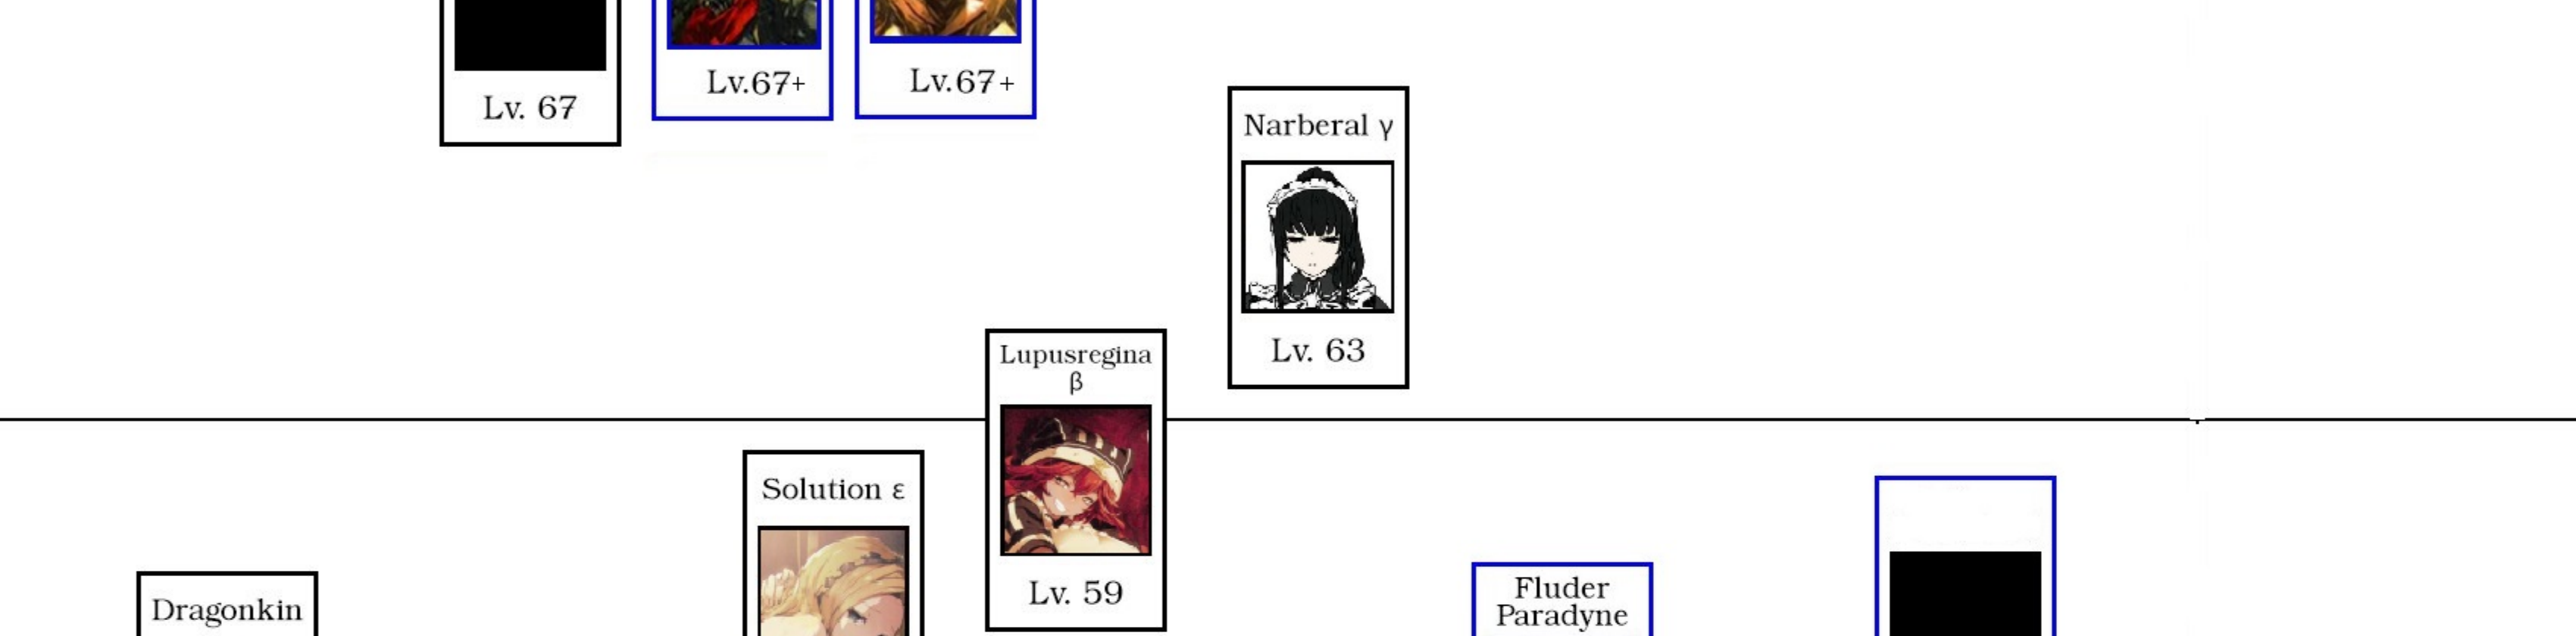 Lv. 67
Lv.67+
Lv.67+
Narberal γ
Lv. 63
Lupusregina
β
Lv. 59
Solution ε
Dragonkin
Fluder
Paradyne